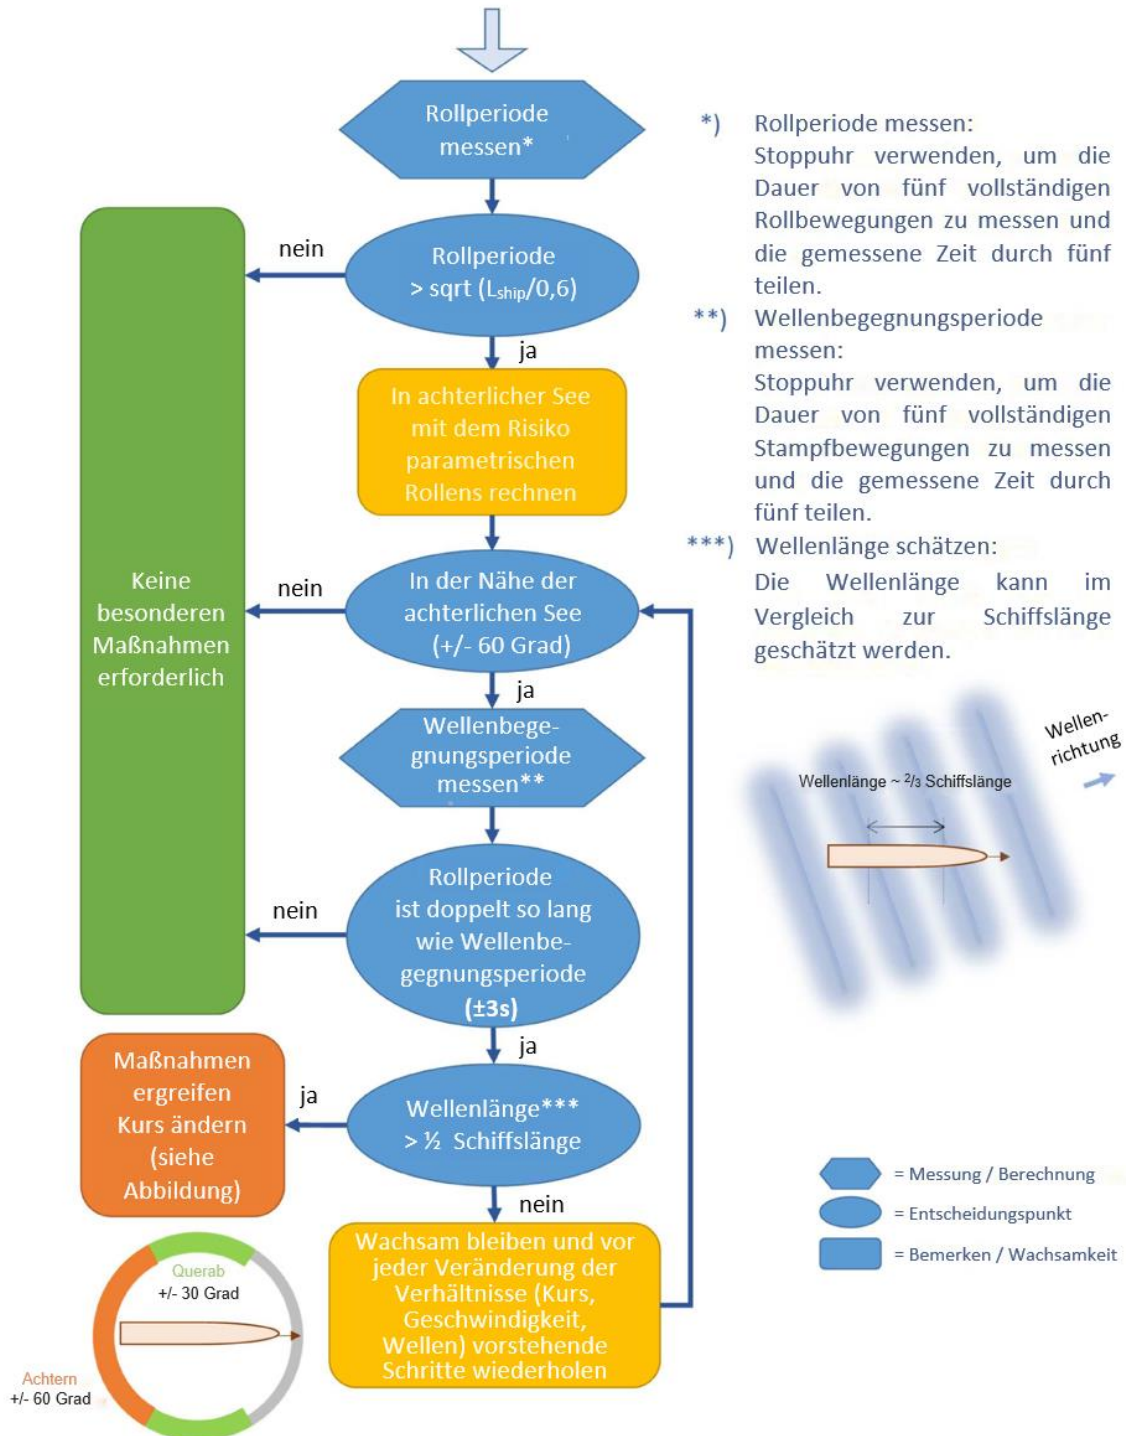 Rollperiode
messen*
nein
Rollperiode
> sqrt (Lship/0,6)
ja
In achterlicher See
mit dem Risiko
parametrischen
Rollens rechnen
Keine
besonderen
Maßnahmen
erforderlich
nein
In der Nähe der
achterlichen See
(+/- 60 Grad)
ja
Wellenbege-
gnungsperiode
messen**
nein
Rollperiode
ist doppelt so lang
wie Wellenbe-
gegnungsperiode
(±3s)
ja
Maßnahmen
ergreifen
Kurs ändern
(siehe
Abbildung)
ja
Wellenlänge***
> ½ Schiffslänge
nein
Wachsam bleiben und vor
jeder Veränderung der
Verhältnisse (Kurs,
Geschwindigkeit,
Wellen) vorstehende
Schritte wiederholen
Querab
+/- 30 Grad
Achtern
+/- 60 Grad
*) Rollperiode messen:
Stoppuhr verwenden, um die
Dauer von fünf vollständigen
Rollbewegungen zu messen und
die gemessene Zeit durch fünf
teilen.
**) Wellenbegegnungsperiode
messen:
Stoppuhr verwenden, um die
Dauer von fünf vollständigen
Stampfbewegungen zu messen
und die gemessene Zeit durch
fünf teilen.
***) Wellenlänge schätzen:
Die Wellenlänge kann im
Vergleich zur Schiffslänge
geschätzt werden.
Wellen-
richtung
Wellenlänge ~ 2/3 Schiffslänge
= Messung / Berechnung
= Entscheidungspunkt
= Bemerken / Wachsamkeit